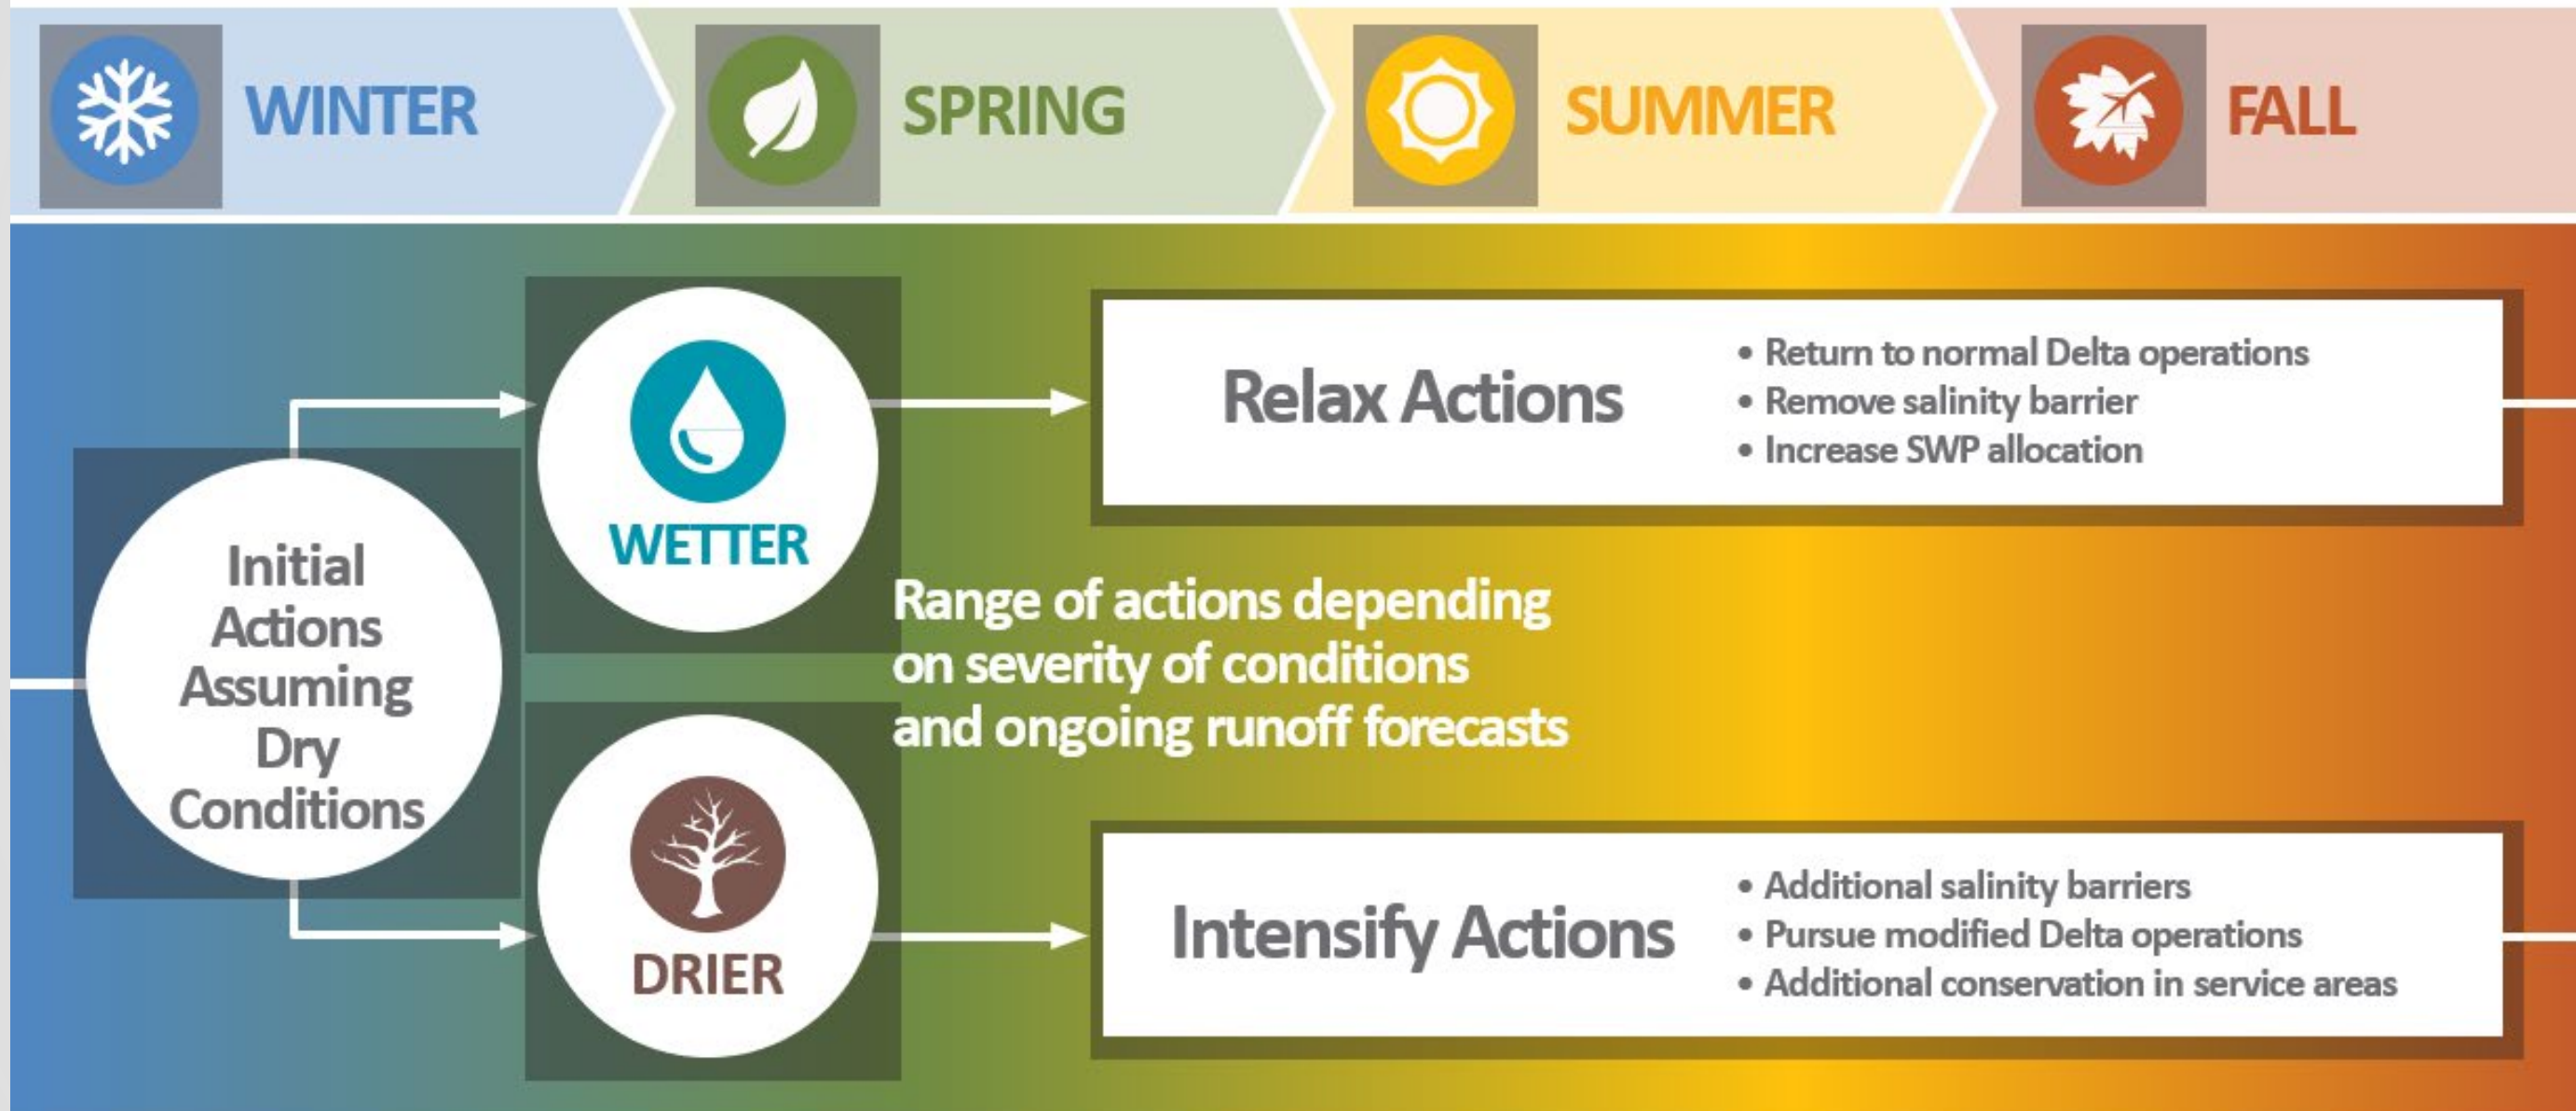 WINTER
SPRING
SUMMER
FALL
Initial
Actions
Assuming
Dry
Conditions
WETTER
Relax Actions
• Return to normal Delta operations
• Remove salinity barrier
• Increase SWP allocation
Range of actions depending
on severity of conditions
and ongoing runoff forecasts
DRIER
Intensify Actions
• Additional salinity barriers
• Pursue modified Delta operations
• Additional conservation in service areas